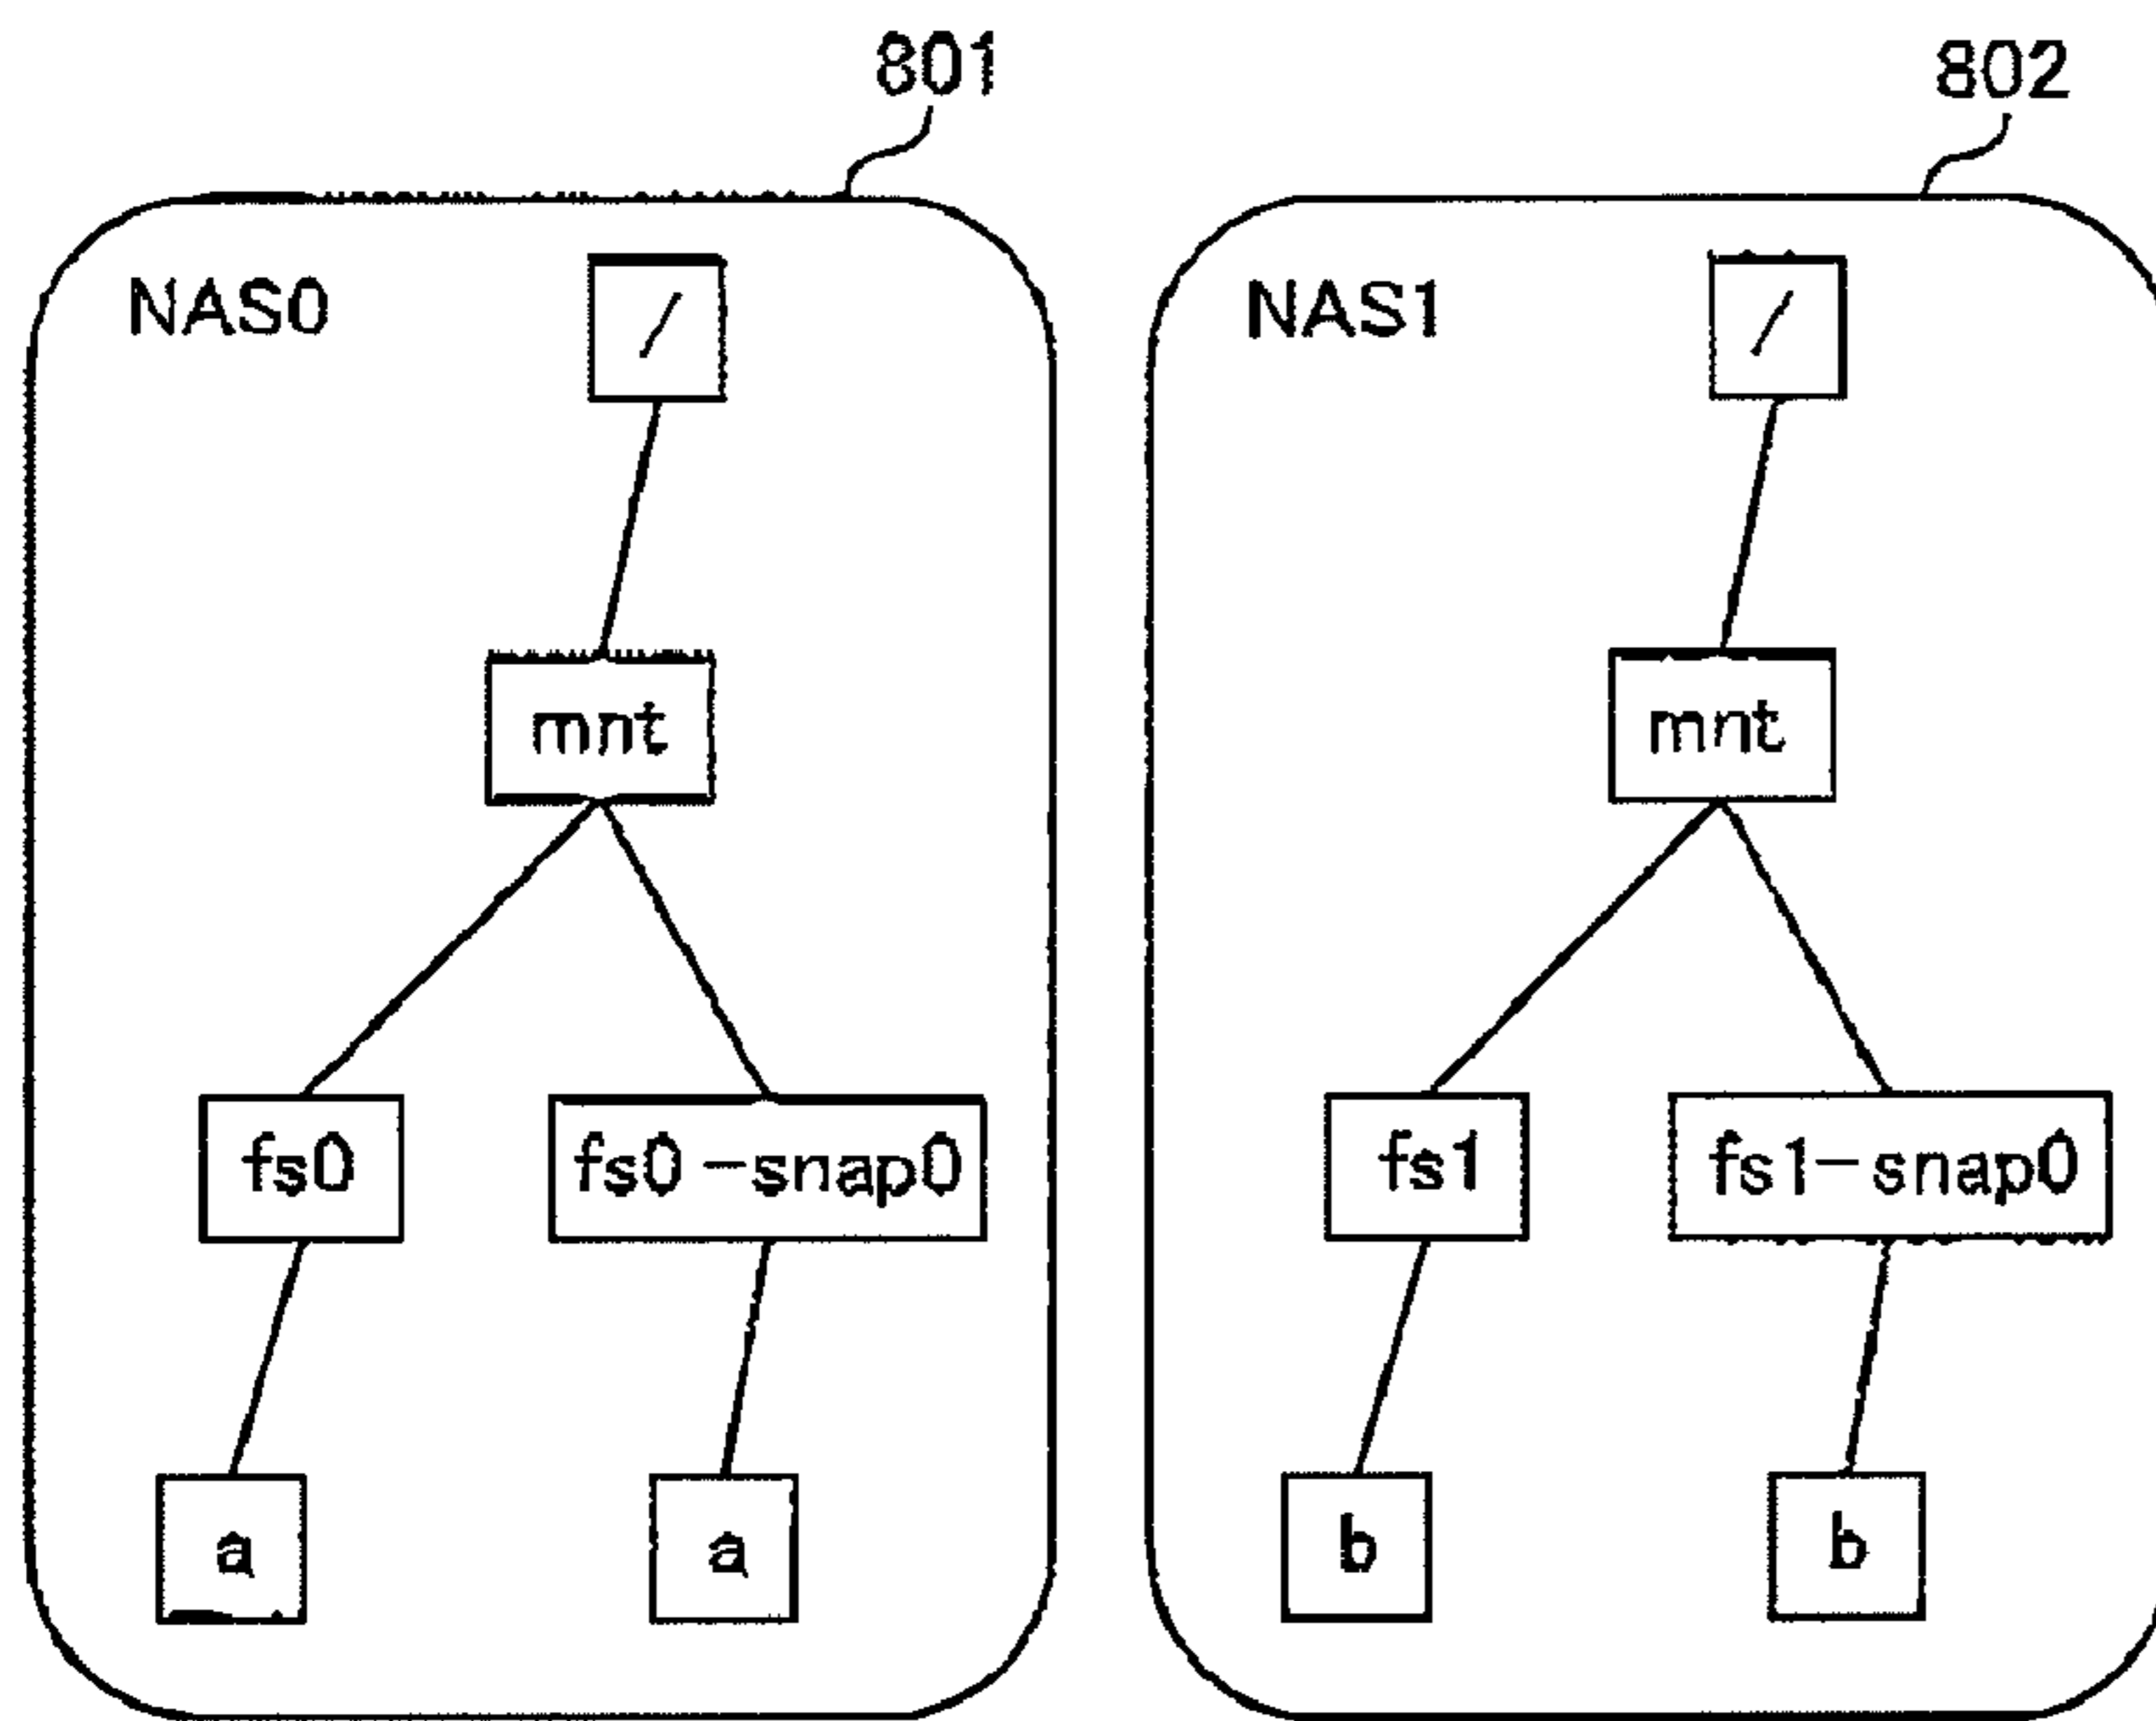 801
NAS0
/
mnt
fs0
fs0-snap0
a
a
802
NAS1
/
mnt
fs1
fs1-snap0
b
b